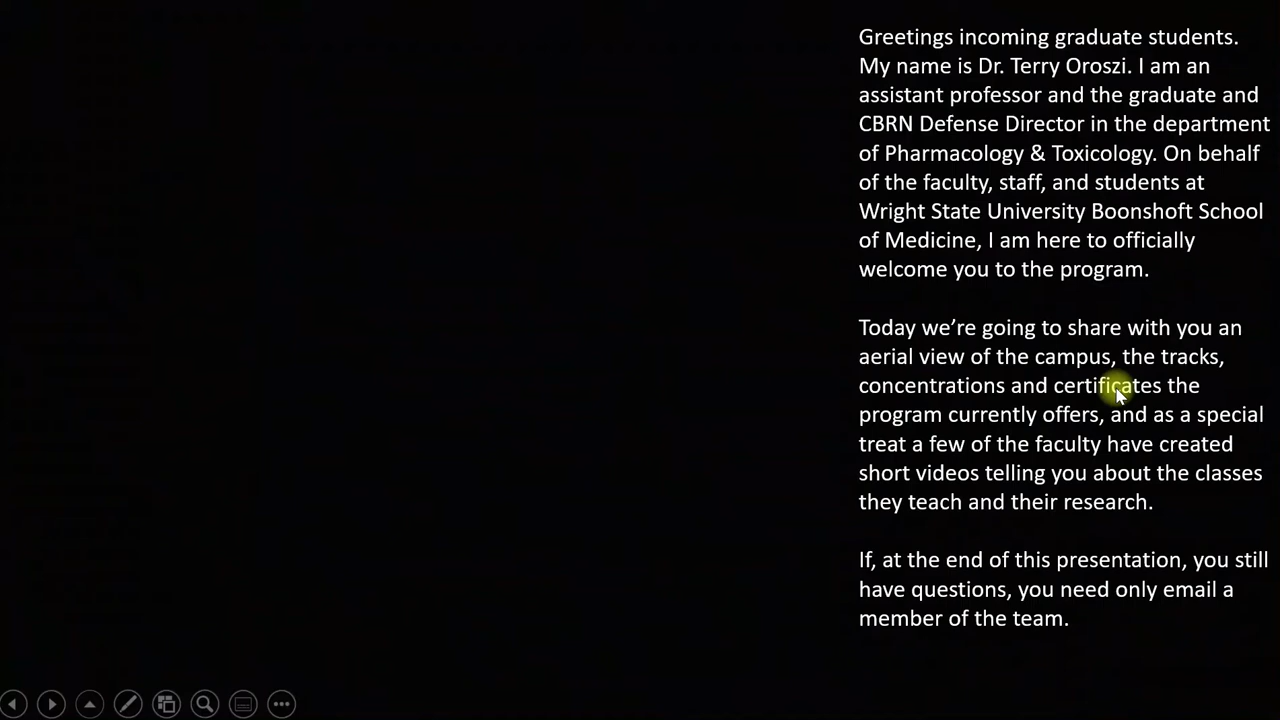 Greetings incoming graduate students.
My name is Dr. Terry Oroszi. I am an
assistant professor and the graduate and
CBRN Defense Director in the department
of Pharmacology & Toxicology. On behalf
of the faculty, staff, and students at
Wright State University Boonshoft School
of Medicine, I am here to officially
welcome you to the program.
Today we’re going to share with you an
aerial view of the campus, the tracks,
concentrations and certificates the
program currently offers, and as a special
treat a few of the faculty have created
short videos telling you about the classes
they teach and their research.
If, at the end of this presentation, you still
have questions, you need only email a
member of the team.